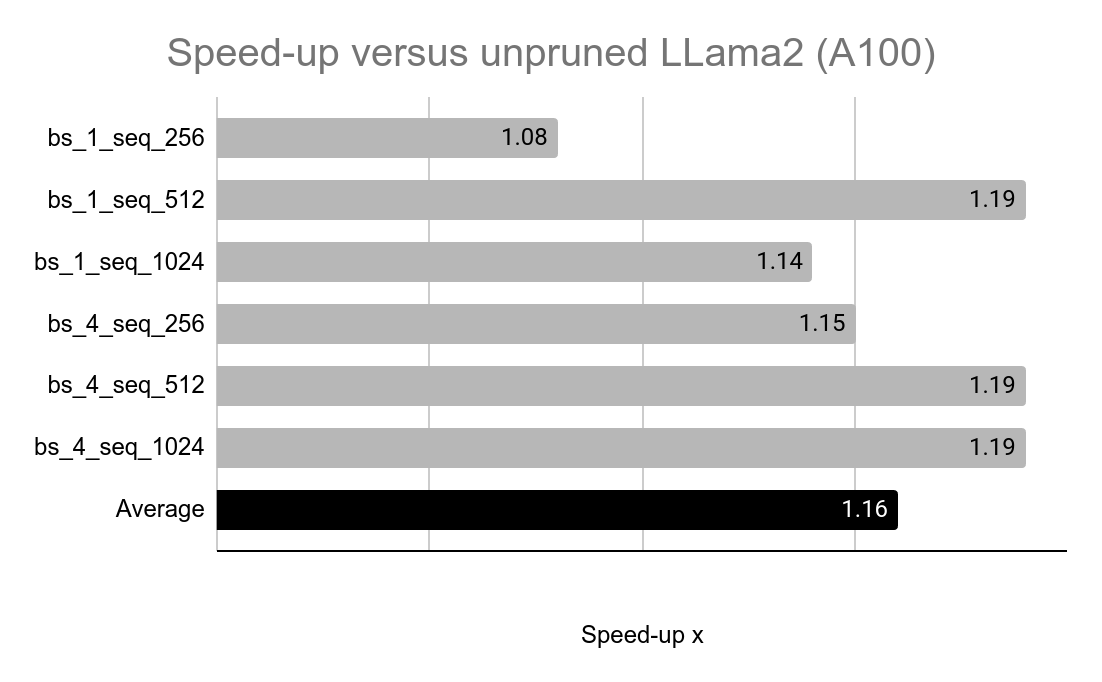 Speed-up versus unpruned LLama2 (A100)
bs_1_seq_256 1.08
bs_1_seq_512 1.19
bs_1_seq_1024 1.14
bs_4_seq_256 1.15
bs_4_seq_512 1.19
bs_4_seq_1024 1.19
Average 1.16
Speed-up x